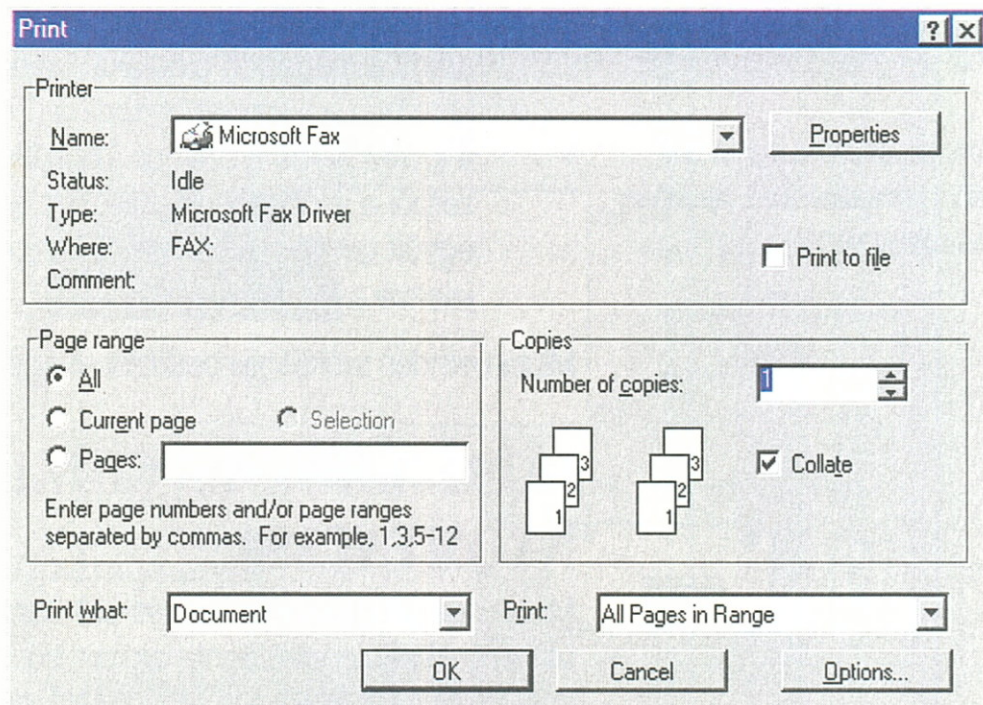 Print
Printer
Name: Microsoft Fax Properties
Status: Idle
Type: Microsoft Fax Driver
Where: FAX: Print to file
Comment:
Page range
All
Current page Selection
Pages:
Enter page numbers and/or page ranges
separated by commas. For example, 1,3,5-12
Copies
Number of copies: 1
3 3
2 2
1 1
Collate
Print what: Document Print: All Pages in Range
OK Cancel Options...